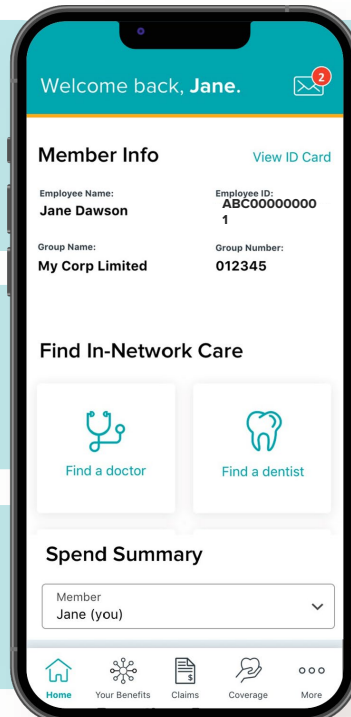 Welcome back, Jane.
2
Member Info
View ID Card
Employee Name:
Employee ID:
Jane Dawson
ABC00000000
1
Group Name:
Group Number:
My Corp Limited
012345
Find In-Network Care
Find a doctor
Find a dentist
Spend Summary
Member
Jane (you)
$
Home
Your Benefits
Claims
Coverage
More